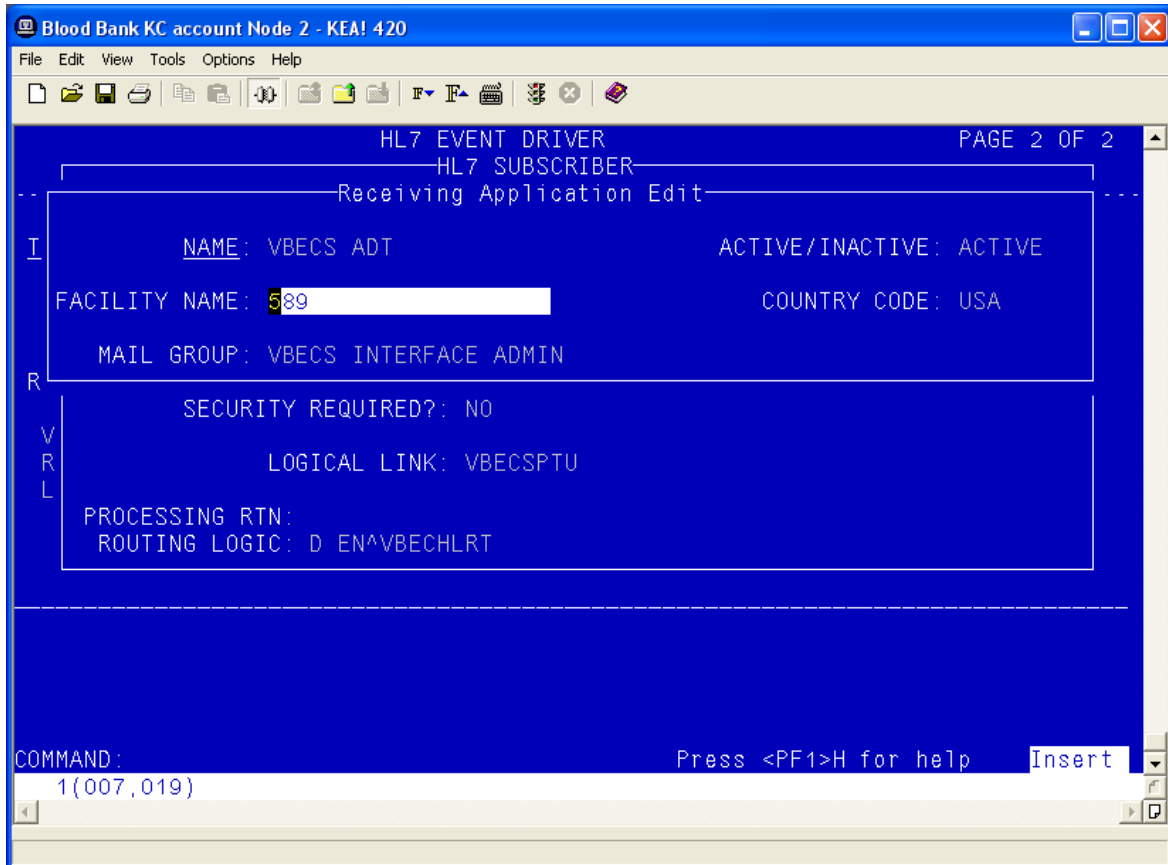 Blood Bank KC account Node 2 - KEA! 420
File Edit View Tools Options Help
HL7 EVENT DRIVER PAGE 2 OF 2
HL7 SUBSCRIBER
Receiving Application Edit
T NAME: VBECS ADT ACTIVE/INACTIVE: ACTIVE
FACILITY NAME: 589 COUNTRY CODE: USA
MAIL GROUP: VBECS INTERFACE ADMIN
R
SECURITY REQUIRED?: NO
V
R LOGICAL LINK: VBECSPTU
L
PROCESSING RTN:
ROUTING LOGIC: D EN^VBECHLRT
COMMAND: Press <PF1>H for help Insert
1(007,019)